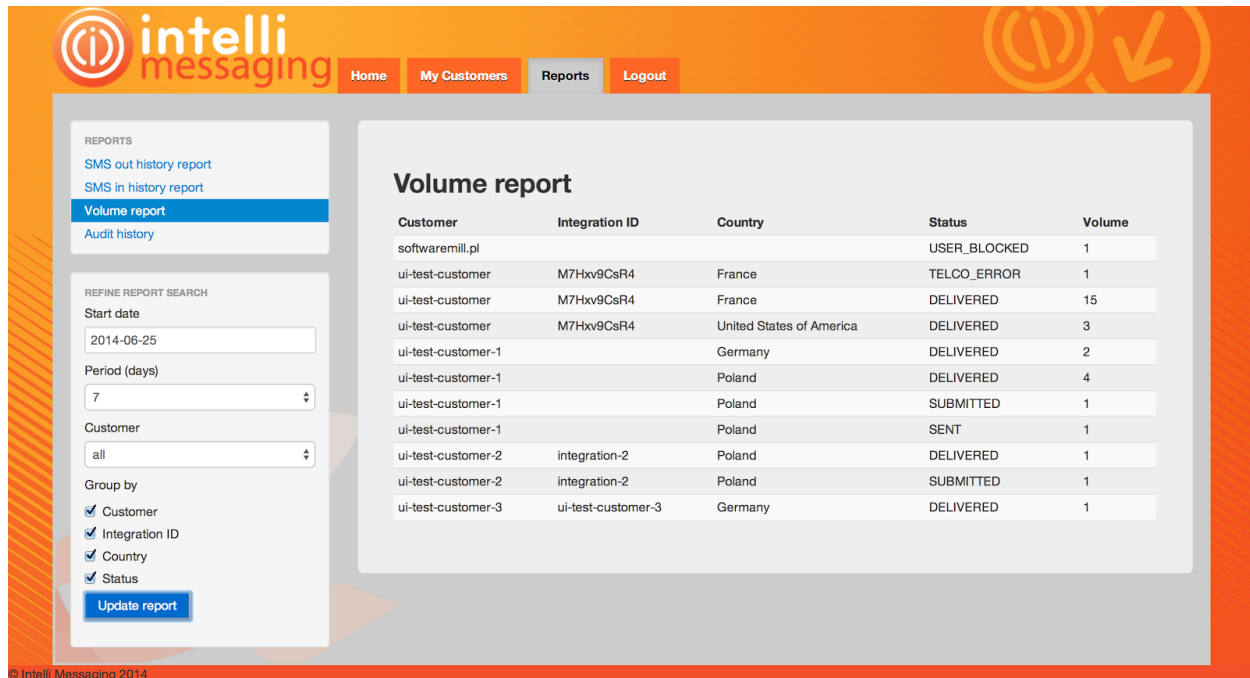 intelli
messaging
Home My Customers Reports Logout
REPORTS
SMS out history report
SMS in history report
Volume report
Audit history
REFINE REPORT SEARCH
Start date
2014-06-25
Period (days)
7
Customer
all
Group by
Customer
Integration ID
Country
Status
Update report
Volume report
Customer Integration ID Country Status Volume
softwaremill.pl USER_BLOCKED 1
ui-test-customer M7Hxv9CsR4 France TELCO_ERROR 1
ui-test-customer M7Hxv9CsR4 France DELIVERED 15
ui-test-customer M7Hxv9CsR4 United States of America DELIVERED 3
ui-test-customer-1 Germany DELIVERED 2
ui-test-customer-1 Poland DELIVERED 4
ui-test-customer-1 Poland SUBMITTED 1
ui-test-customer-1 Poland SENT 1
ui-test-customer-2 integration-2 Poland DELIVERED 1
ui-test-customer-2 integration-2 Poland SUBMITTED 1
ui-test-customer-3 ui-test-customer-3 Germany DELIVERED 1
© Intelli Messaging 2014